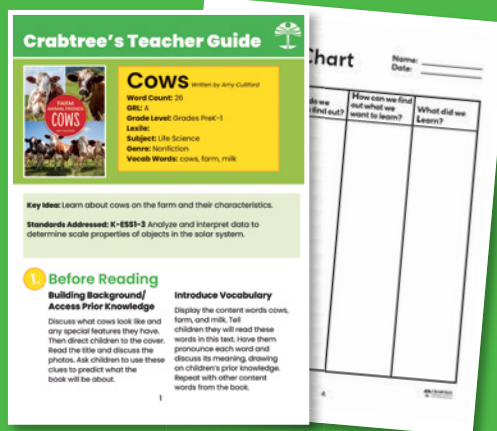 Crabtree's Teacher Guide
FARM
ANIMAL FRIENDS
COWS
Cows Written by Amy Culliford
Word Count: 26
GRL: A
Grade Level: Grades PreK-1
Lexile:
Subject: Life Science
Genre: Nonfiction
Vocab Words: cows, farm, milk
Key Idea: Learn about cows on the farm and their characteristics.
Standards Addressed: K-ESS1-3 Analyze and interpret data to
determine scale properties of objects in the solar system.
1. Before Reading
Building Background/
Access Prior Knowledge
Discuss what cows look like and
any special features they have.
Then direct children to the cover.
Read the title and discuss the
photos. Ask children to use these
clues to predict what the
book will be about.
Introduce Vocabulary
Display the content words cows,
farm, and milk. Tell
children they will read these
words in this text. Have them
pronounce each word and
discuss its meaning, drawing
on children's prior knowledge.
Repeat with other content
words from the book.
1
Chart
Name:
Date:
do we
find out?
How can we find
out what we
want to learn?
What did we
Learn?
4